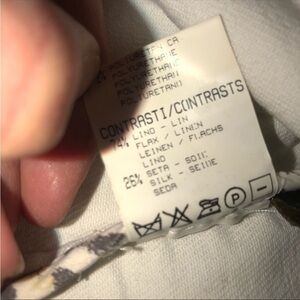 POLYURETHANE
POLYURETHANE
POLIURETANO
CONTRASTI/CONTRASTS
74% LINO - LIN
FLAX / LINEN
LEINEN / FLACHS
LINO
26% SETA - SOIE
SILK - SEIDE
SEDA
P